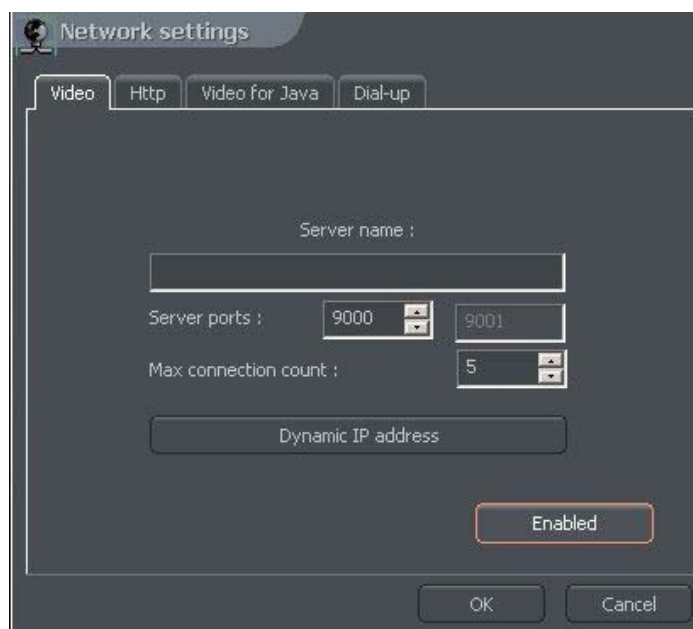 Network settings
Video Http Video for Java Dial-up
Server name :
Server ports : 9000 9001
Max connection count : 5
Dynamic IP address
Enabled
OK Cancel